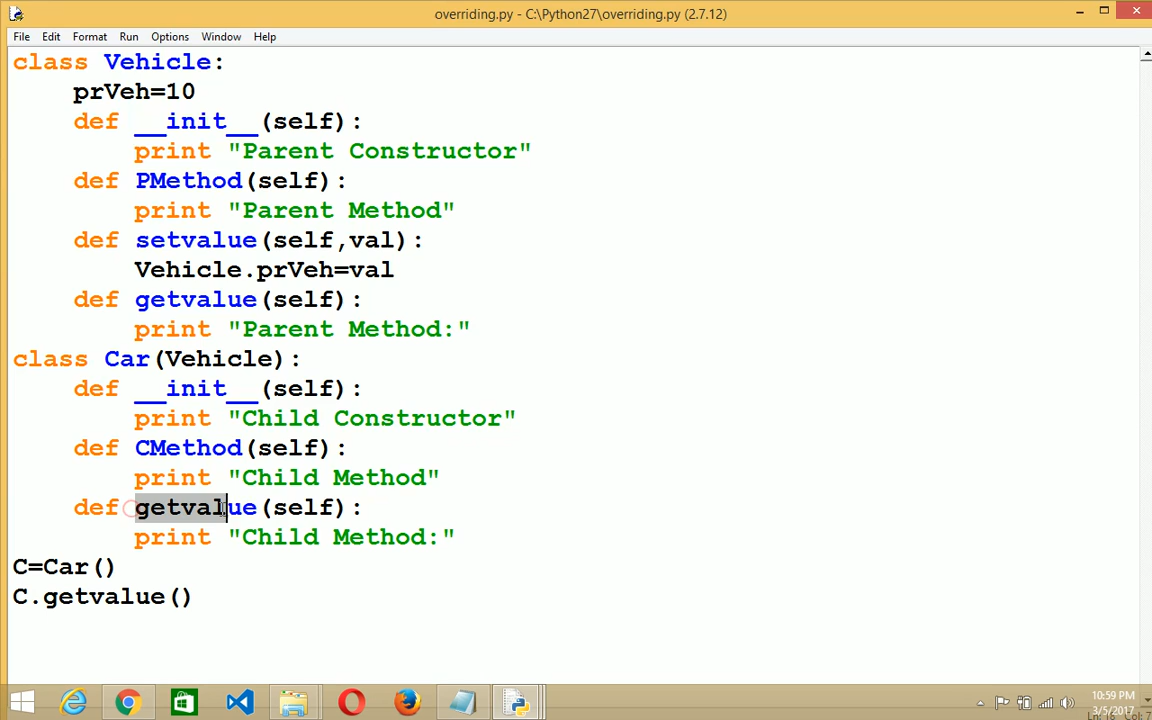 overriding.py - C:\Python27\overriding.py (2.7.12)
File Edit Format Run Options Window Help
class Vehicle:
    prVeh=10
    def __init__(self):
        print "Parent Constructor"
    def PMethod(self):
        print "Parent Method"
    def setvalue(self,val):
        Vehicle.prVeh=val
    def getvalue(self):
        print "Parent Method:"
class Car(Vehicle):
    def __init__(self):
        print "Child Constructor"
    def CMethod(self):
        print "Child Method"
    def getvalue(self):
        print "Child Method:"
C=Car()
C.getvalue()
10:59 PM
3/5/2017